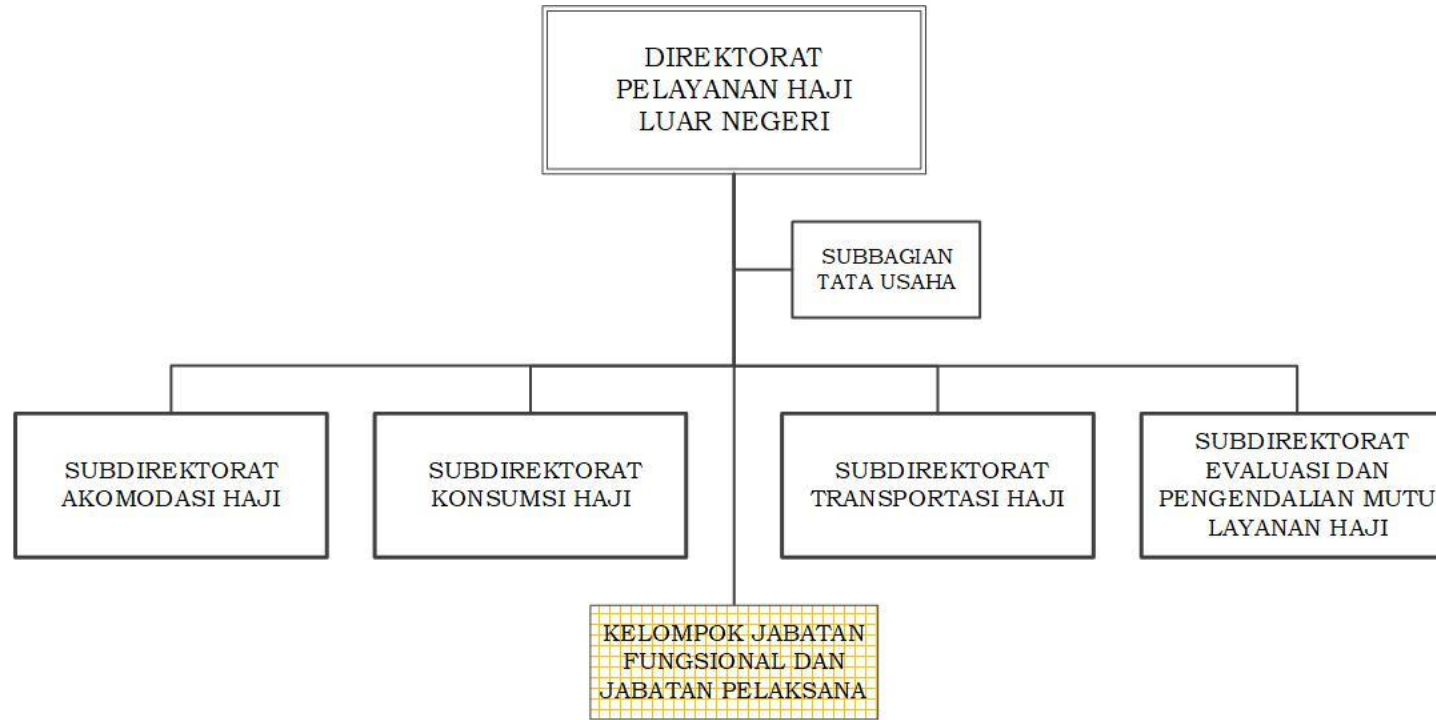 DIREKTORAT
PELAYANAN HAJI
LUAR NEGERI
SUBBAGIAN
TATA USAHA
SUBDIREKTORAT
AKOMODASI HAJI
SUBDIREKTORAT
KONSUMSI HAJI
SUBDIREKTORAT
TRANSPORTASI HAJI
SUBDIREKTORAT
EVALUASI DAN
PENGENDALIAN MUTU
LAYANAN HAJI
KELOMPOK JABATAN
FUNGSIONAL DAN
JABATAN PELAKSANA